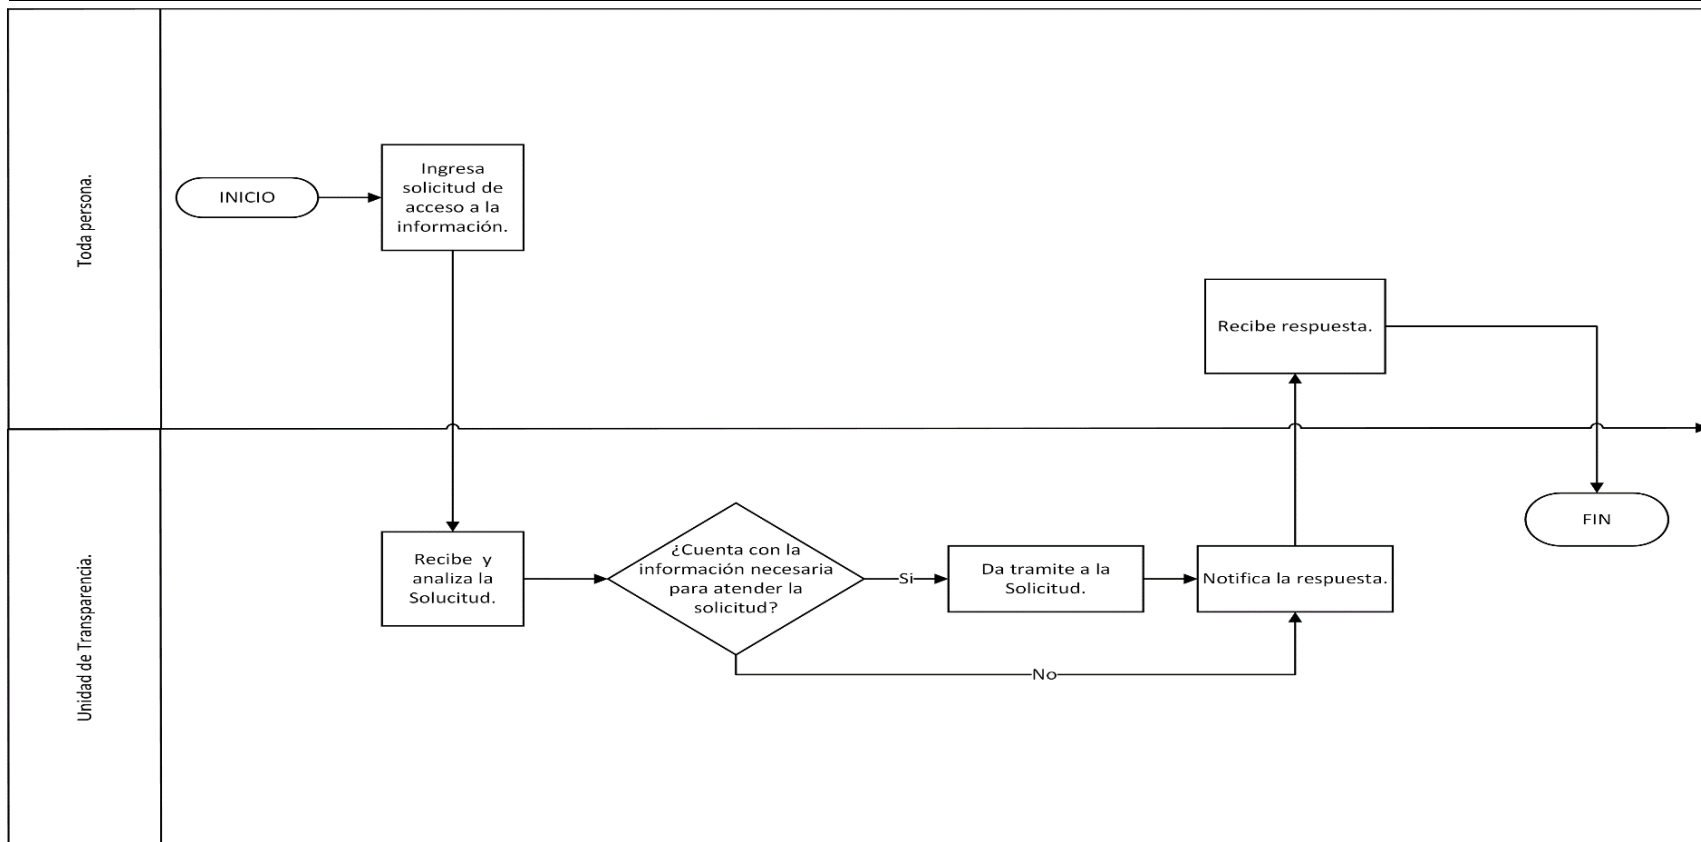 Toda persona.
INICIO
Ingresa
solicitud de
acceso a la
información.
Recibe respuesta.
Unidad de Transparencia.
Recibe y
analiza la
Solucitud.
¿Cuenta con la
información necesaria
para atender la
solicitud?
Si
Da tramite a la
Solicitud.
Notifica la respuesta.
No
FIN